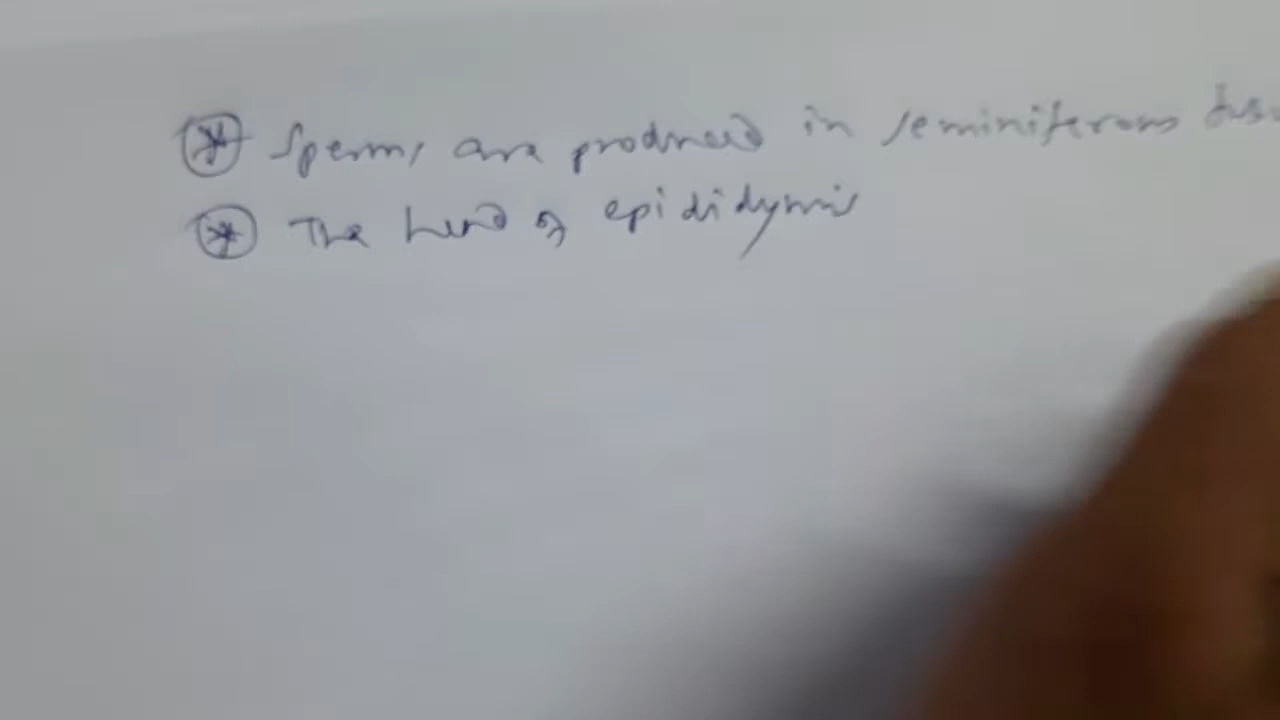 Sperms are produced in seminiferous
The head of epididymis